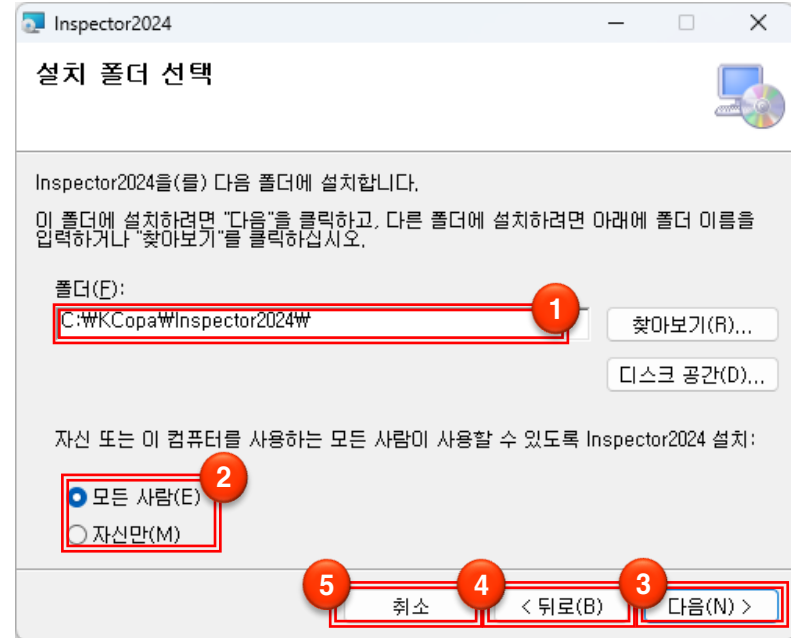 Inspector2024
설치 폴더 선택
Inspector2024을(를) 다음 폴더에 설치합니다.
이 폴더에 설치하려면 "다음"을 클릭하고, 다른 폴더에 설치하려면 아래에 폴더 이름을
입력하거나 "찾아보기"를 클릭하십시오.
폴더(F):
1
C:₩KCopa₩Inspector2024₩
찾아보기(R)...
디스크 공간(D)...
자신 또는 이 컴퓨터를 사용하는 모든 사람이 사용할 수 있도록 Inspector2024 설치:
2
모든 사람(E)
자신만(M)
5 4 3
취소 < 뒤로(B) 다음(N) >